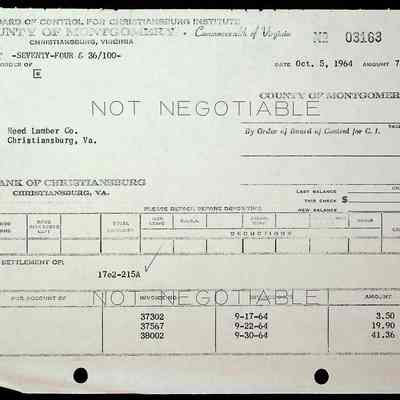 BOARD OF CONTROL FOR CHRISTIANSBURG INSTITUTE
COUNTY OF MONTGOMERY - Commonwealth of Virginia No 03163
CHRISTIANSBURG, VIRGINIA
-SEVENTY-FOUR & 36/100- DATE Oct. 5, 1964 AMOUNT 7
ORDER OF
NOT NEGOTIABLE
COUNTY OF MONTGOMERY
Reed Lumber Co.
Christiansburg, Va.
By Order of Board of Control for C. I.
BANK OF CHRISTIANSBURG
CHRISTIANSBURG, VA.
LAST BALANCE
THIS CHECK $
NEW BALANCE
PLEASE DETACH BEFORE DEPOSITING
DEDUCTIONS
SETTLEMENT OF:
17e2-215A
NOT NEGOTIABLE
FOR ACCOUNT OF INVOICE NO. AMOUNT
37302 9-17-64 3.50
37567 9-22-64 19.90
38002 9-30-64 41.36